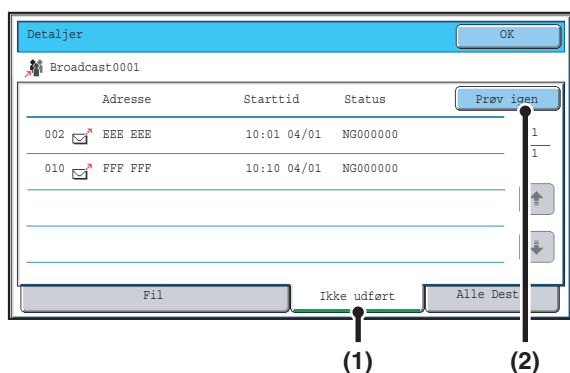 Detaljer OK
Broadcast0001
Adresse Starttid Status Prøv igen
002 EEE EEE 10:01 04/01 NG000000 1
1
010 FFF FFF 10:10 04/01 NG000000
Fil Ikke udført Alle Dest
(1) (2)